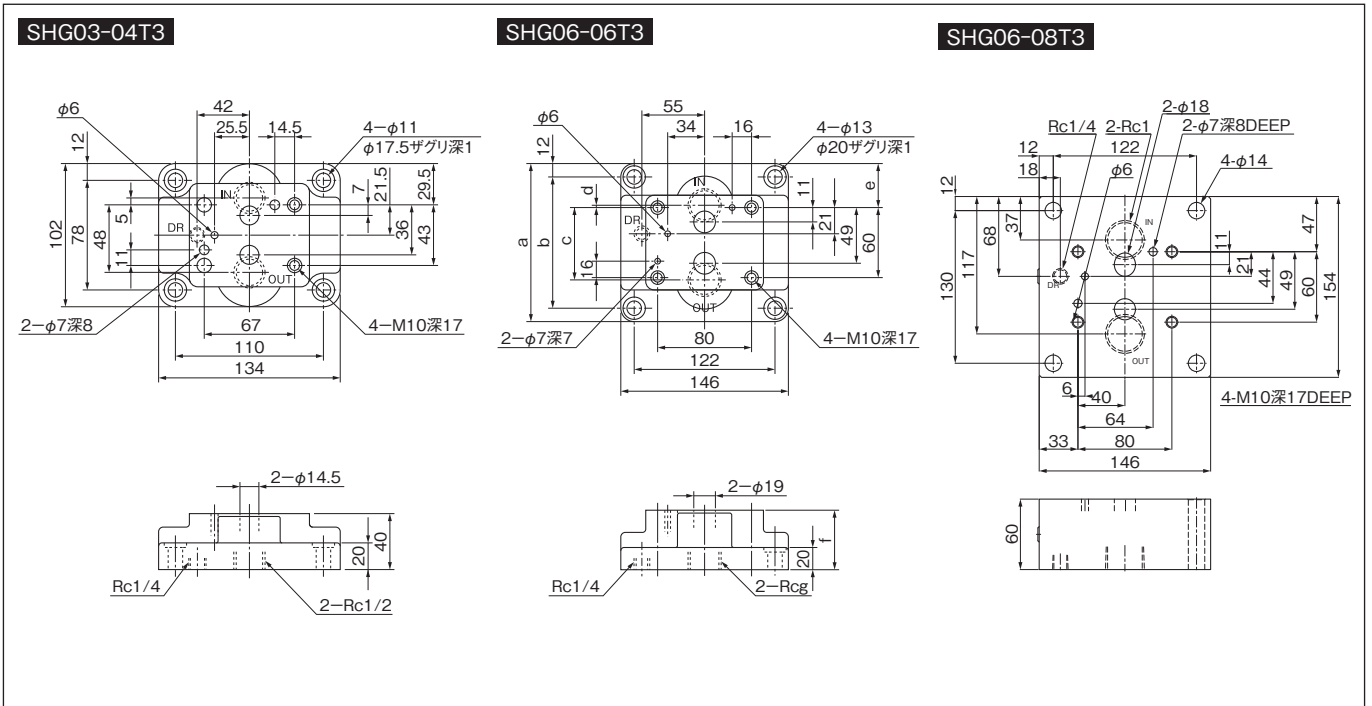 SHG03-04T3
φ6
42
25.5
14.5
4-φ11
φ17.5ザグリ深1
12
102
78
48
5
11
IN
DR
OUT
7
21.5
29.5
36
43
2-φ7深8
4-M10深17
67
110
134
2-φ14.5
20
40
Rc1/4
2-Rc1/2
SHG06-06T3
φ6
55
34
16
4-φ13
φ20ザグリ深1
12
a
b
c
d
16
IN
DR
OUT
11
21
e
49
60
2-φ7深7
4-M10深17
80
122
146
2-φ19
20
f
Rc1/4
2-Rcg
SHG06-08T3
2-φ18
Rc1/4
2-Rc1
2-φ7深8DEEP
φ6
12
122
18
4-φ14
12
130
117
68
37
IN
DR
OUT
11
21
44
49
60
47
154
6
40
4-M10深17DEEP
64
33
80
146
60